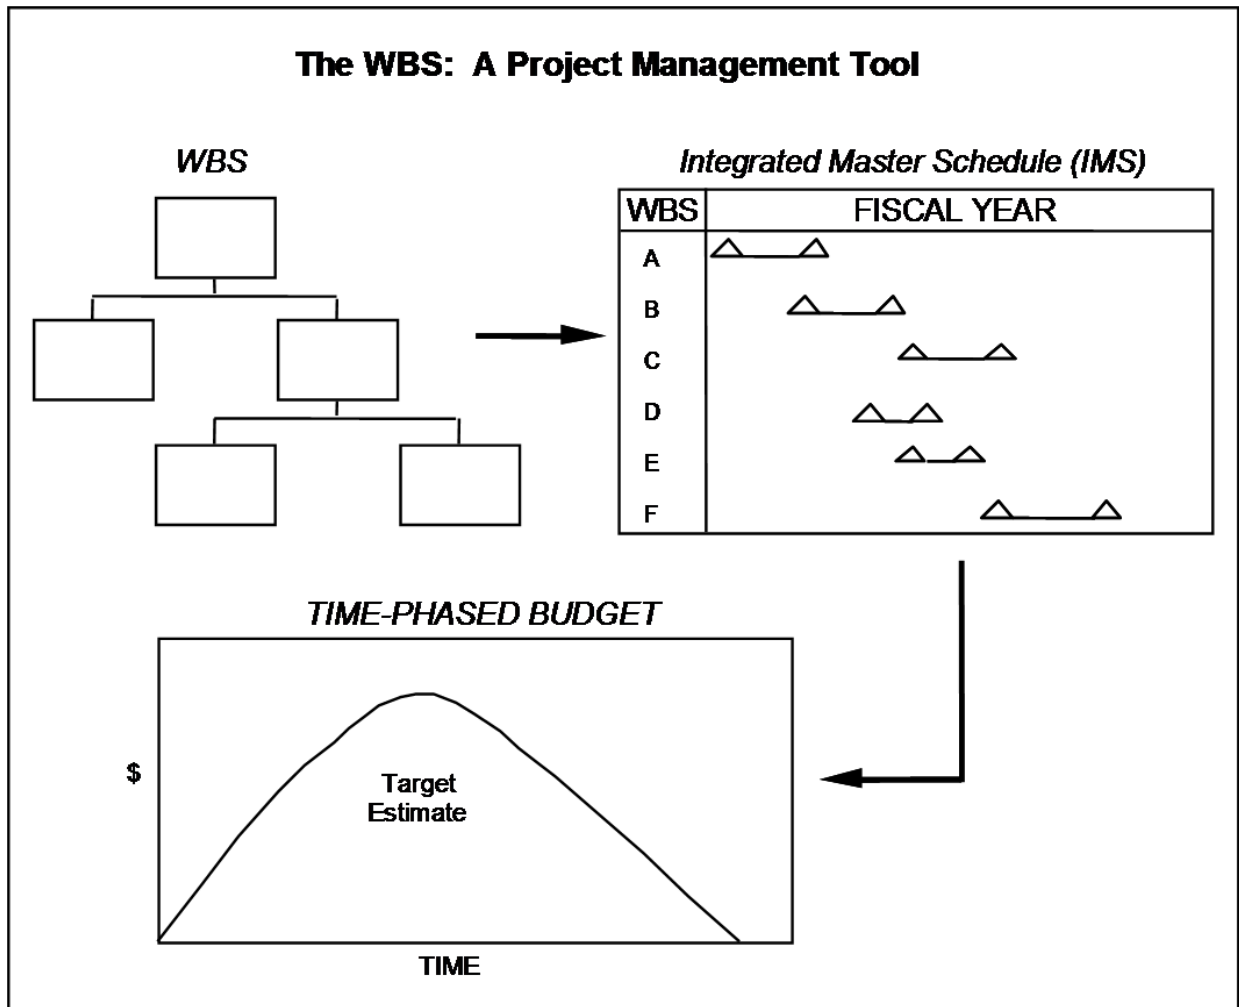 The WBS: A Project Management Tool
WBS
Integrated Master Schedule (IMS)
WBS FISCAL YEAR
A
B
C
D
E
F
TIME-PHASED BUDGET
$
Target
Estimate
TIME